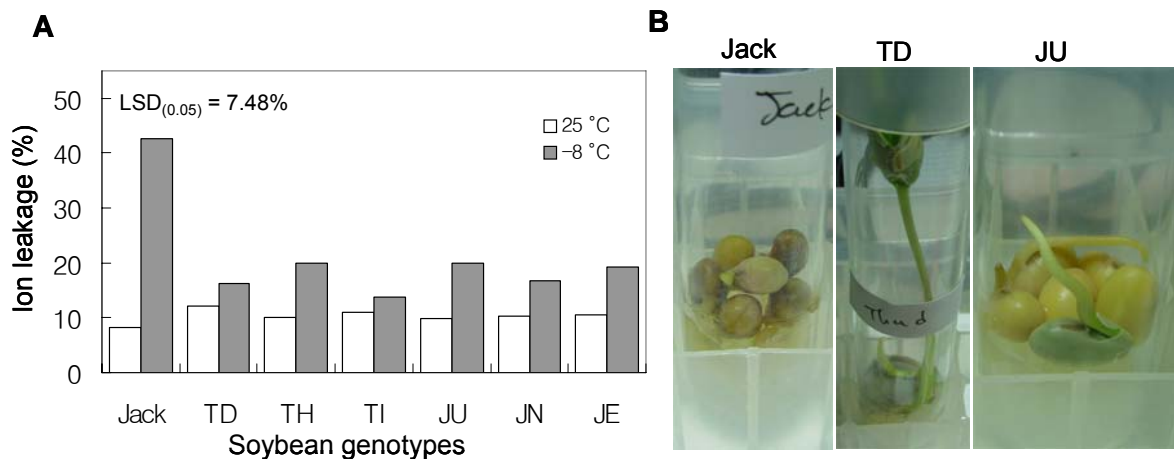 A
LSD(0.05) = 7.48%
25 °C
−8 °C
Ion leakage (%)
50
40
30
20
10
0
Jack TD TH TI JU JN JE
Soybean genotypes
B
Jack TD JU
Jack